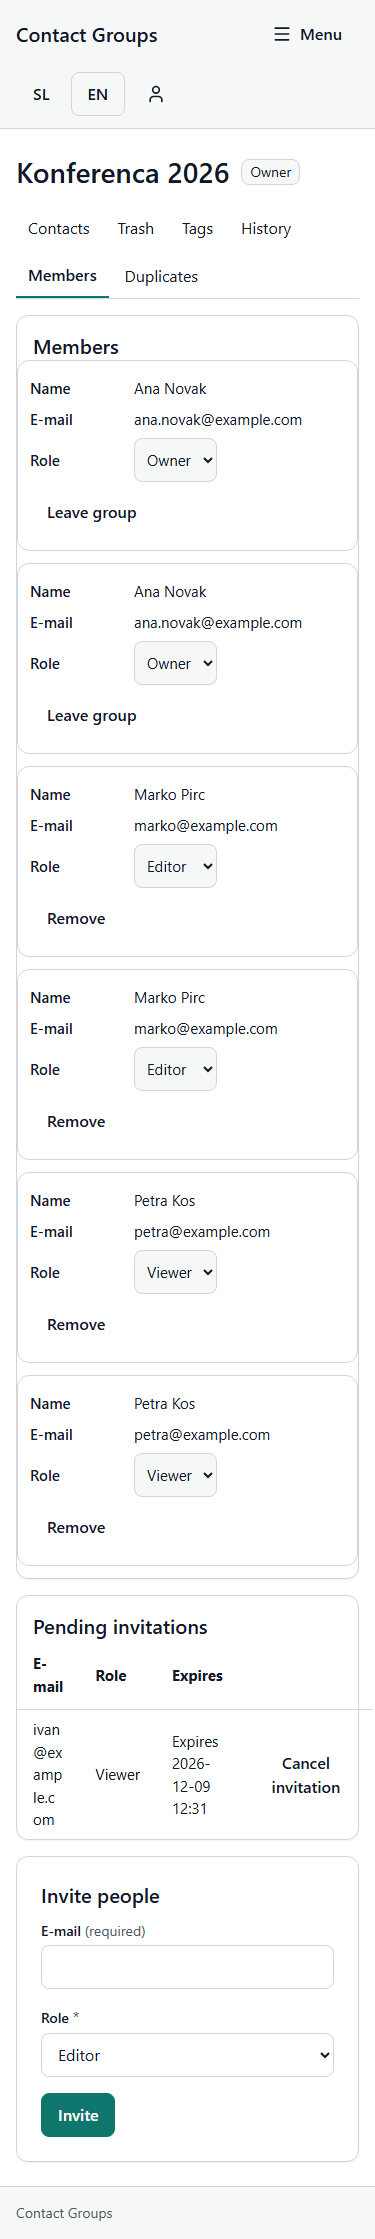 Contact Groups
Menu
SL EN
Konferenca 2026 Owner
Contacts Trash Tags History
Members Duplicates
Members
Name Ana Novak
E-mail ana.novak@example.com
Role Owner
Leave group
Name Ana Novak
E-mail ana.novak@example.com
Role Owner
Leave group
Name Marko Pirc
E-mail marko@example.com
Role Editor
Remove
Name Marko Pirc
E-mail marko@example.com
Role Editor
Remove
Name Petra Kos
E-mail petra@example.com
Role Viewer
Remove
Name Petra Kos
E-mail petra@example.com
Role Viewer
Remove
Pending invitations
E-
mail
Role
Expires
ivan
@ex
amp
le.c
om
Viewer
Expires
2026-
12-09
12:31
Cancel
invitation
Invite people
E-mail (required)
Role *
Editor
Invite
Contact Groups